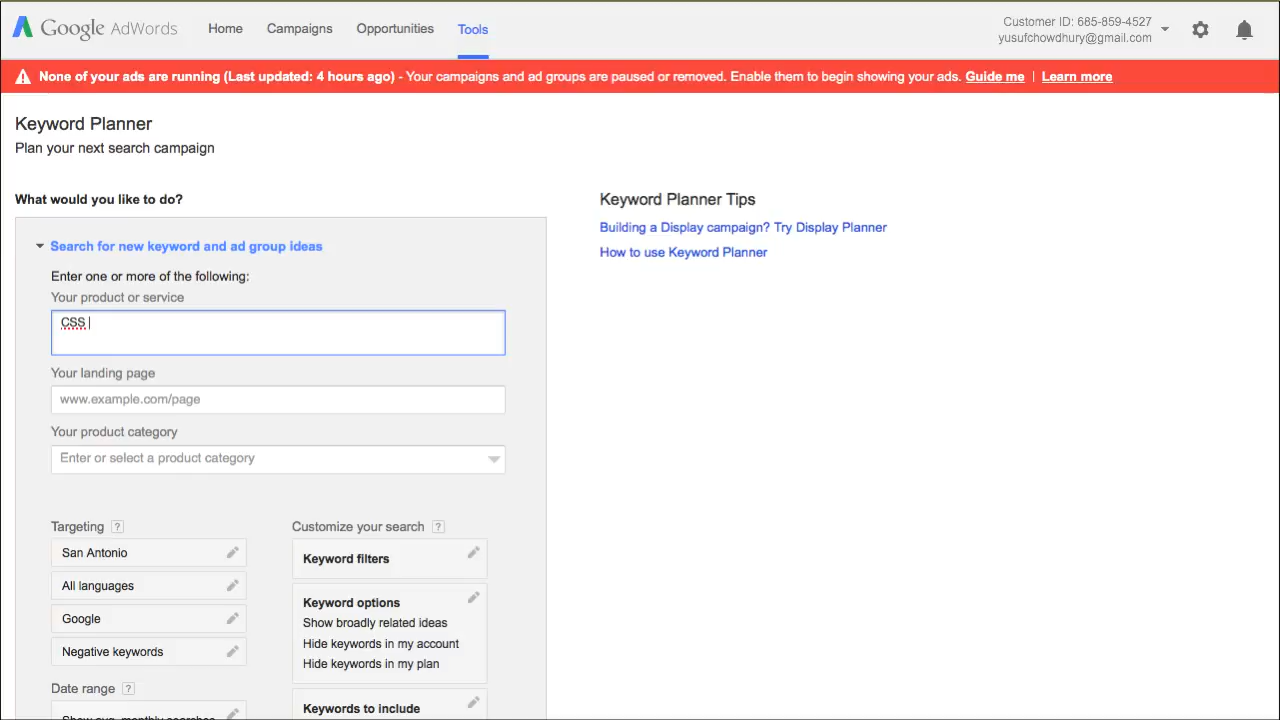 Google AdWords Home Campaigns Opportunities Tools
Customer ID: 685-859-4527
yusufchowdhury@gmail.com
None of your ads are running (Last updated: 4 hours ago) - Your campaigns and ad groups are paused or removed. Enable them to begin showing your ads. Guide me | Learn more
Keyword Planner
Plan your next search campaign
What would you like to do?
Search for new keyword and ad group ideas
Enter one or more of the following:
Your product or service
CSS
Your landing page
www.example.com/page
Your product category
Enter or select a product category
Targeting ?
San Antonio
All languages
Google
Negative keywords
Date range ?
Show avg. monthly searches
Customize your search ?
Keyword filters
Keyword options
Show broadly related ideas
Hide keywords in my account
Hide keywords in my plan
Keywords to include
Keyword Planner Tips
Building a Display campaign? Try Display Planner
How to use Keyword Planner